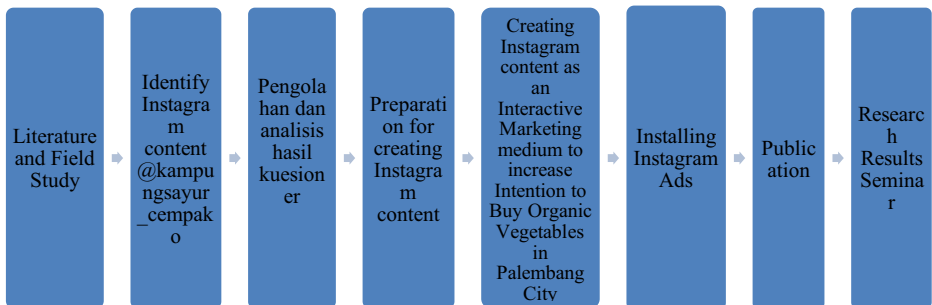 Literature
and Field
Study
Identify
Instagra
m
content
@kampu
ngsayur
_cempak
o
Pengola
han dan
analisis
hasil
kuesion
er
Preparati
on for
creating
Instagra
m
content
Creating
Instagram
content as
an
Interactive
Marketing
medium to
increase
Intention to
Buy Organic
Vegetables
in
Palembang
City
Installing
Instagram
Ads
Public
ation
Researc
h
Results
Semina
r